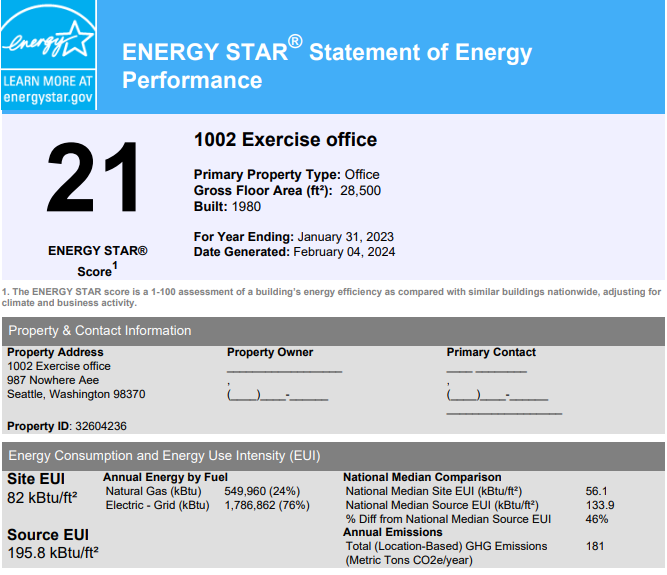 energy
LEARN MORE AT
energystar.gov
ENERGY STAR® Statement of Energy
Performance
21
ENERGY STAR®
Score1
1002 Exercise office
Primary Property Type: Office
Gross Floor Area (ft²): 28,500
Built: 1980
For Year Ending: January 31, 2023
Date Generated: February 04, 2024
1. The ENERGY STAR score is a 1-100 assessment of a building's energy efficiency as compared with similar buildings nationwide, adjusting for
climate and business activity.
Property & Contact Information
Property Address
1002 Exercise office
987 Nowhere Aee
Seattle, Washington 98370
Property ID: 32604236
Property Owner
___________________
,
(____)____-______
Primary Contact
____ ________
,
(____)____-______
___________________
Energy Consumption and Energy Use Intensity (EUI)
Site EUI
82 kBtu/ft²
Source EUI
195.8 kBtu/ft²
Annual Energy by Fuel
Natural Gas (kBtu) 549,960 (24%)
Electric - Grid (kBtu) 1,786,862 (76%)
National Median Comparison
National Median Site EUI (kBtu/ft²) 56.1
National Median Source EUI (kBtu/ft²) 133.9
% Diff from National Median Source EUI 46%
Annual Emissions
Total (Location-Based) GHG Emissions 181
(Metric Tons CO2e/year)